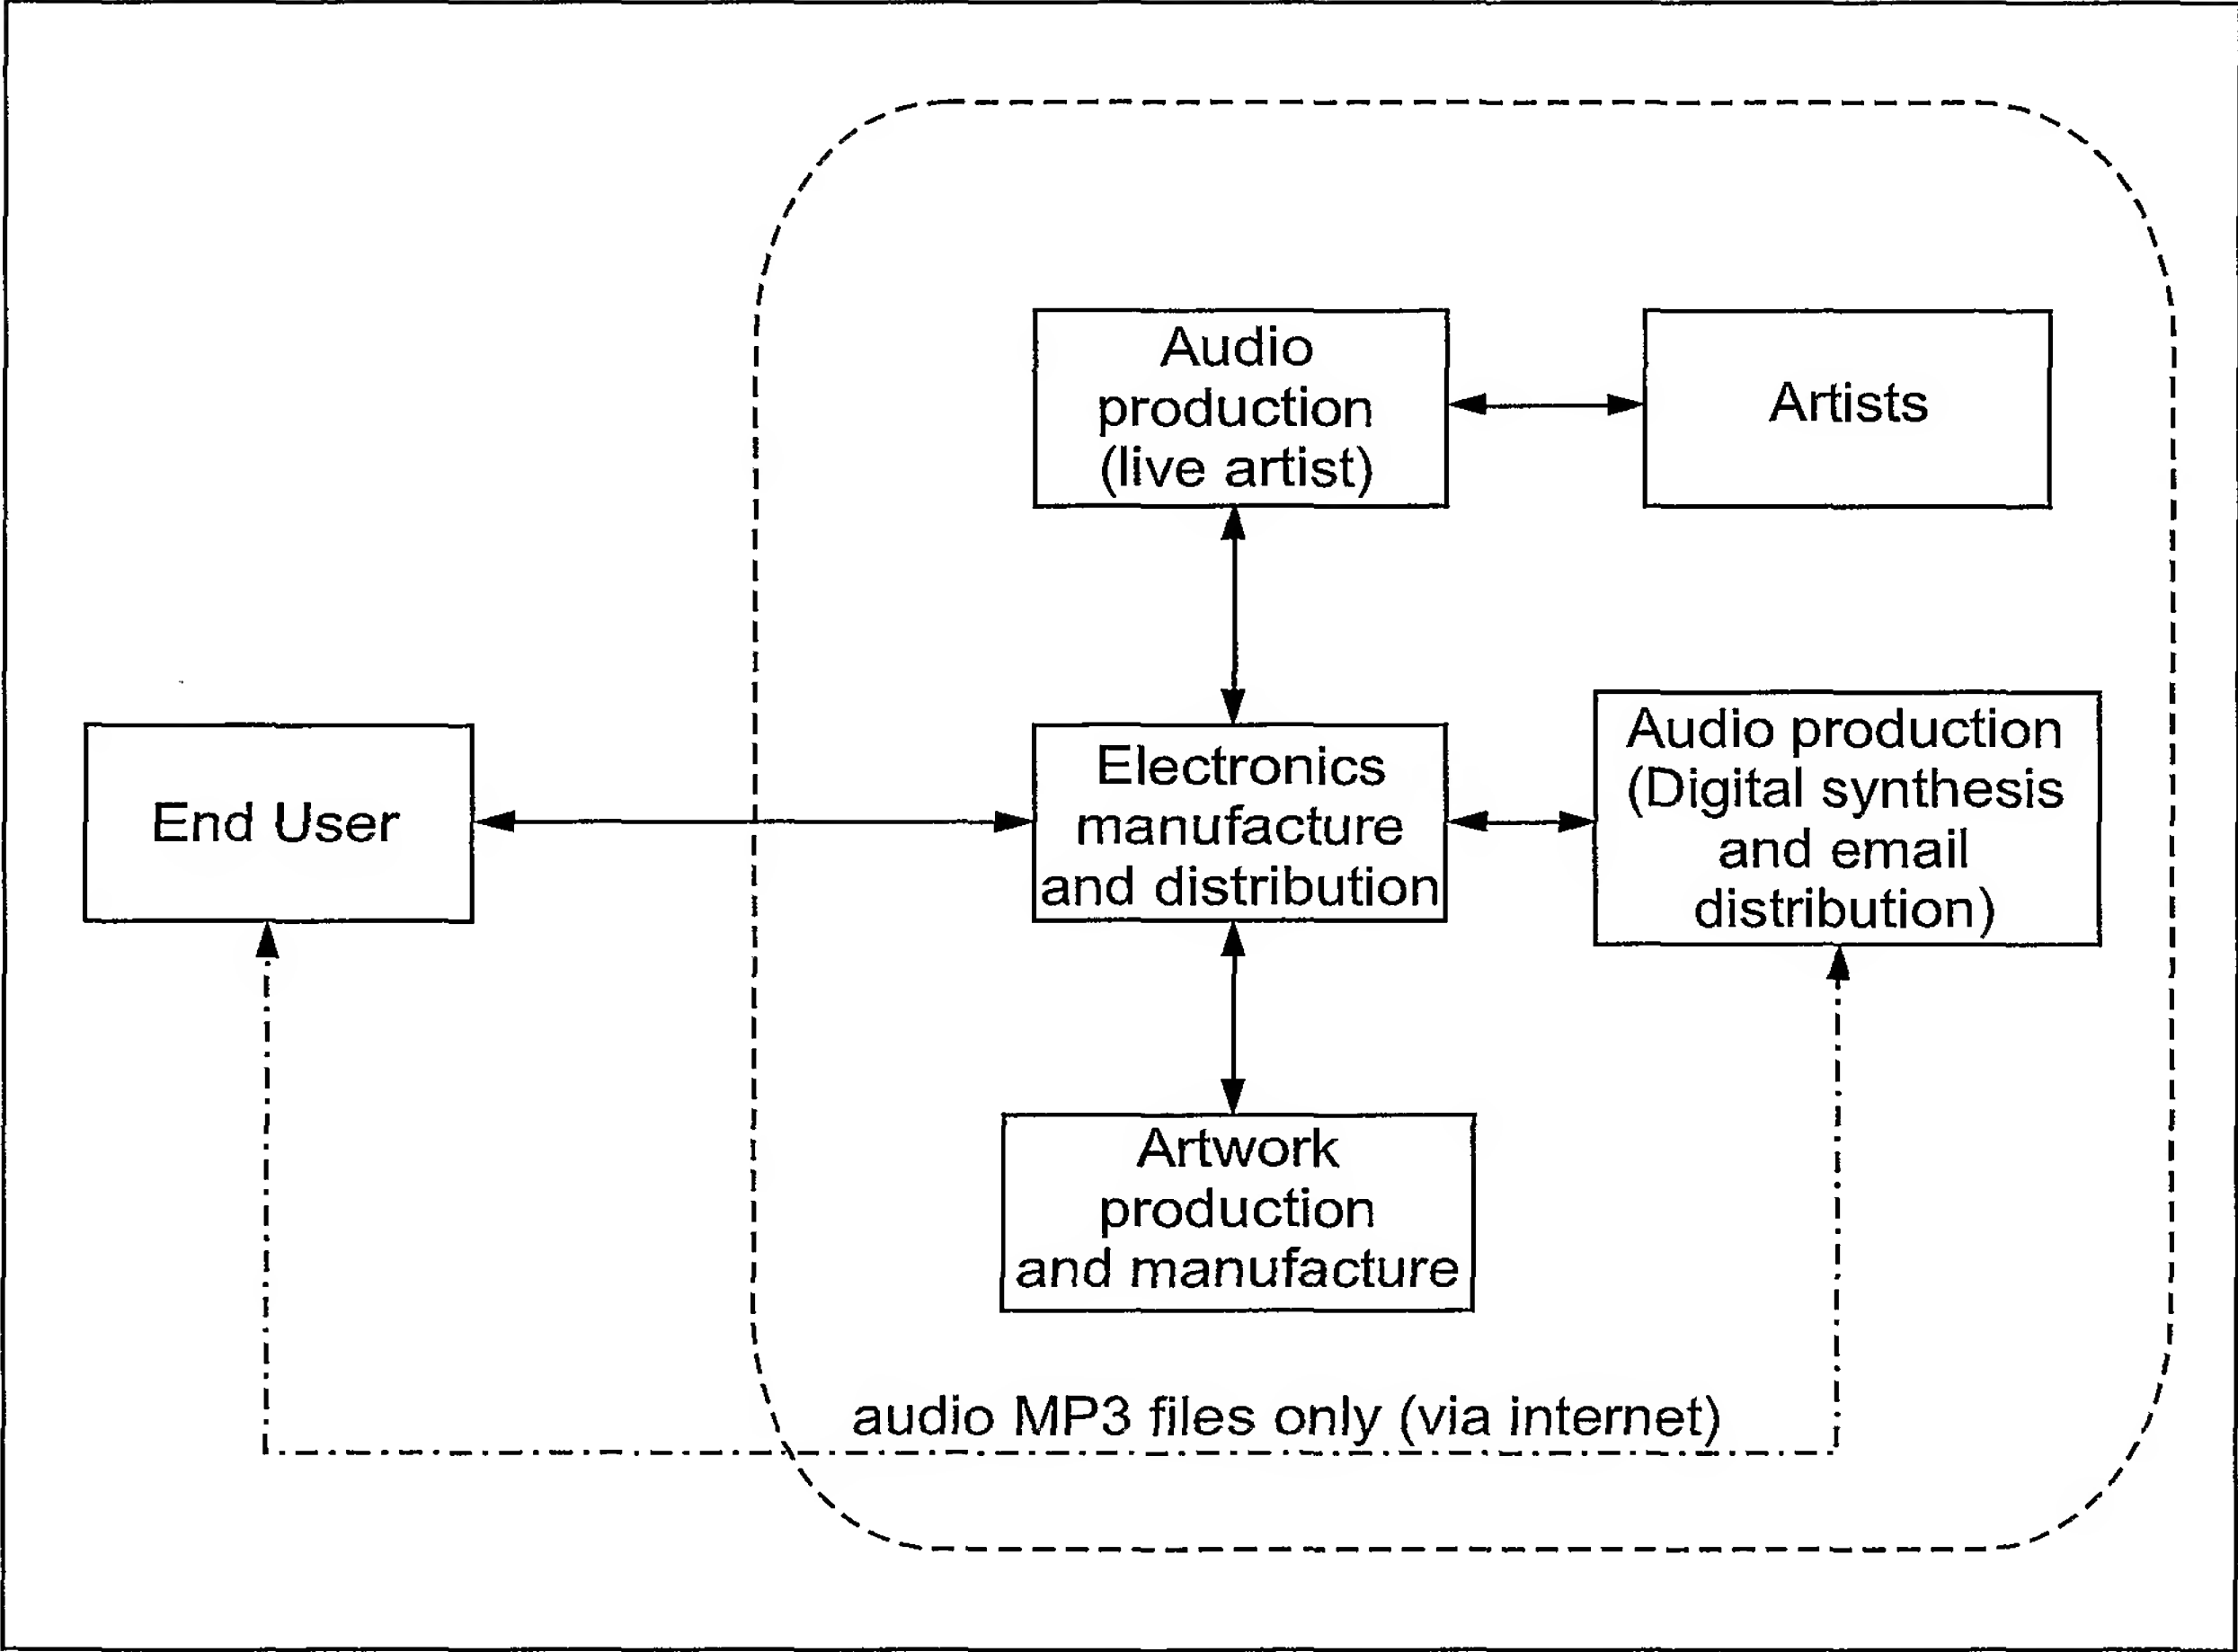 Audio
production
(live artist)
Artists
End User
Electronics
manufacture
and distribution
Audio production
(Digital synthesis
and email
distribution)
Artwork
production
and manufacture
audio MP3 files only (via internet)